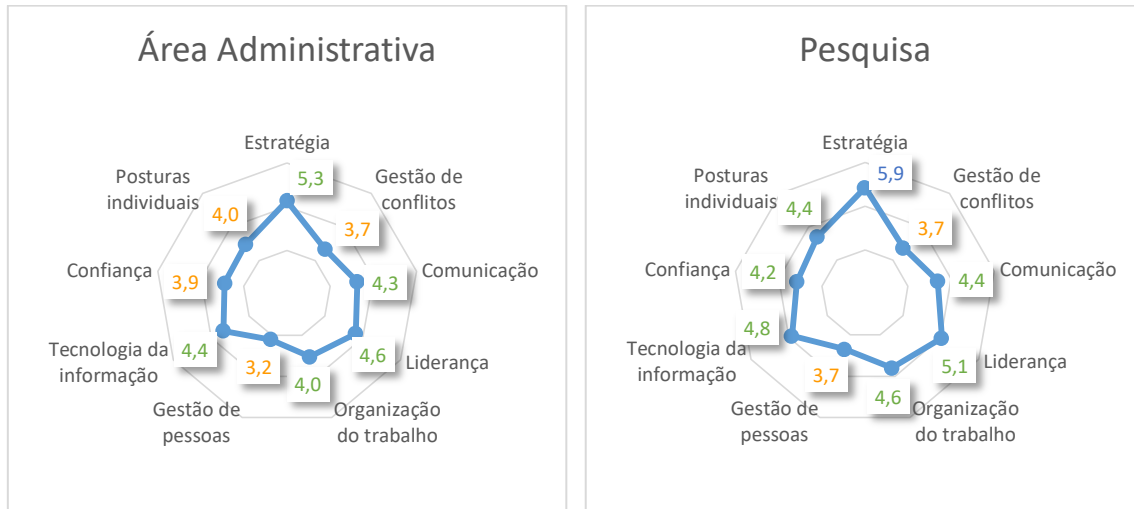 Área Administrativa
Estratégia
5,3
Gestão de
conflitos
3,7
Comunicação
4,3
Liderança
4,6
Organização
do trabalho
4,0
Gestão de
pessoas
3,2
Tecnologia da
informação
4,4
Confiança
3,9
Posturas
individuais
4,0
Pesquisa
Estratégia
5,9
Gestão de
conflitos
3,7
Comunicação
4,4
Liderança
5,1
Organização
do trabalho
4,6
Gestão de
pessoas
3,7
Tecnologia da
informação
4,8
Confiança
4,2
Posturas
individuais
4,4